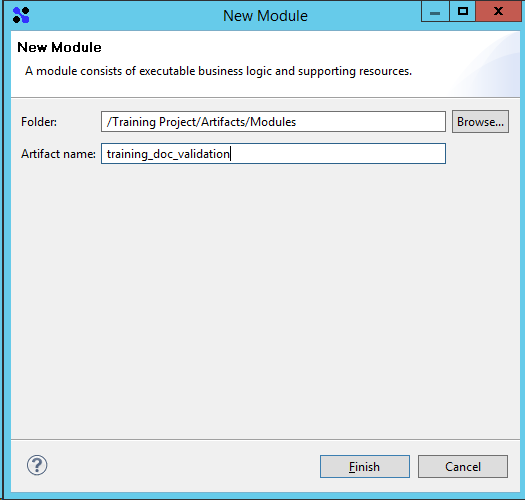 New Module
New Module
A module consists of executable business logic and supporting resources.
Folder: /Training Project/Artifacts/Modules Browse...
Artifact name: training_doc_validation
? Finish Cancel